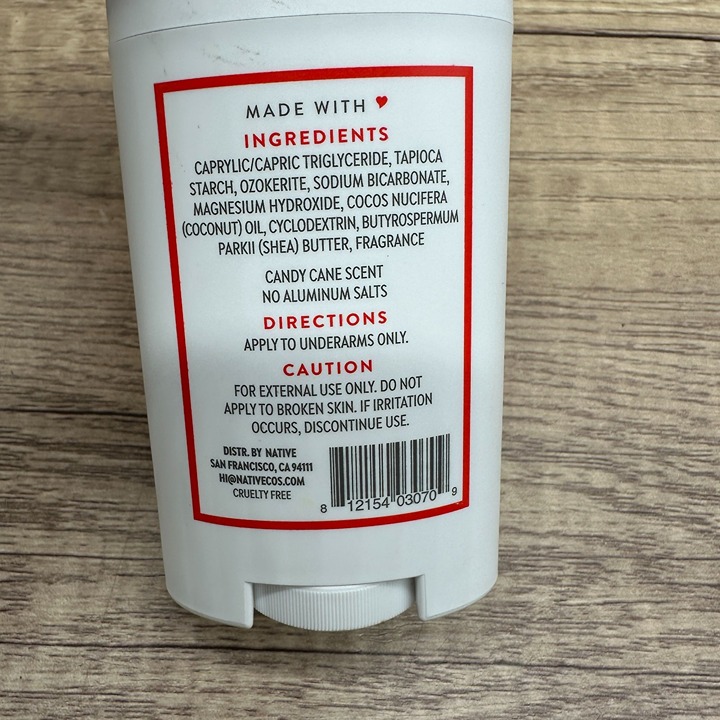 MADE WITH
INGREDIENTS
CAPRYLIC/CAPRIC TRIGLYCERIDE, TAPIOCA
STARCH, OZOKERITE, SODIUM BICARBONATE,
MAGNESIUM HYDROXIDE, COCOS NUCIFERA
(COCONUT) OIL, CYCLODEXTRIN, BUTYROSPERMUM
PARKII (SHEA) BUTTER, FRAGRANCE
CANDY CANE SCENT
NO ALUMINUM SALTS
DIRECTIONS
APPLY TO UNDERARMS ONLY.
CAUTION
FOR EXTERNAL USE ONLY. DO NOT
APPLY TO BROKEN SKIN. IF IRRITATION
OCCURS, DISCONTINUE USE.
DISTR. BY NATIVE
SAN FRANCISCO, CA 94111
HI@NATIVECOS.COM
CRUELTY FREE
8 12154 03070 9